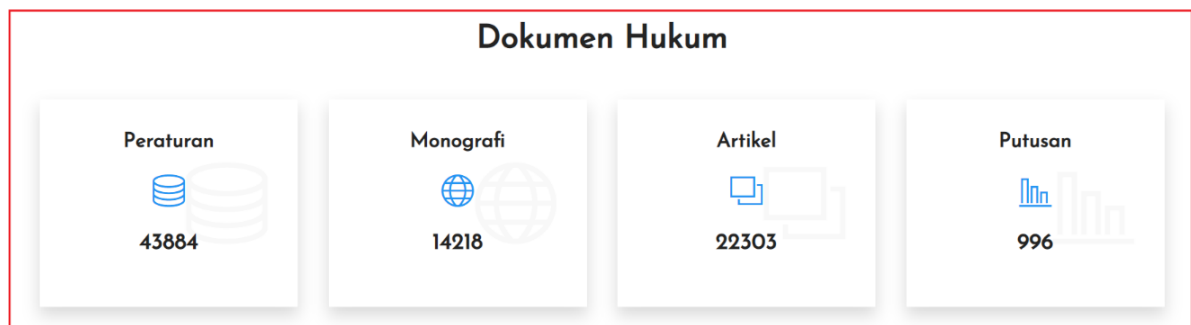 Dokumen Hukum
Peraturan
43884
Monografi
14218
Artikel
22303
Putusan
996